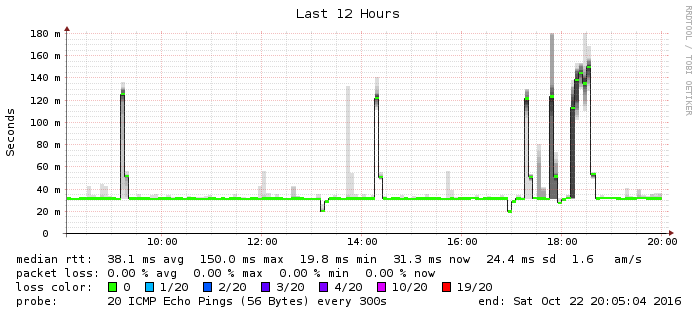 Last 12 Hours
RRDTOOL / TOBI OETIKER
Seconds
180 m
160 m
140 m
120 m
100 m
80 m
60 m
40 m
20 m
0
10:00 12:00 14:00 16:00 18:00 20:00
median rtt: 38.1 ms avg 150.0 ms max 19.8 ms min 31.3 ms now 24.4 ms sd 1.6 am/s
packet loss: 0.00 % avg 0.00 % max 0.00 % min 0.00 % now
loss color: 0 1/20 2/20 3/20 4/20 10/20 19/20
probe: 20 ICMP Echo Pings (56 Bytes) every 300s end: Sat Oct 22 20:05:04 2016